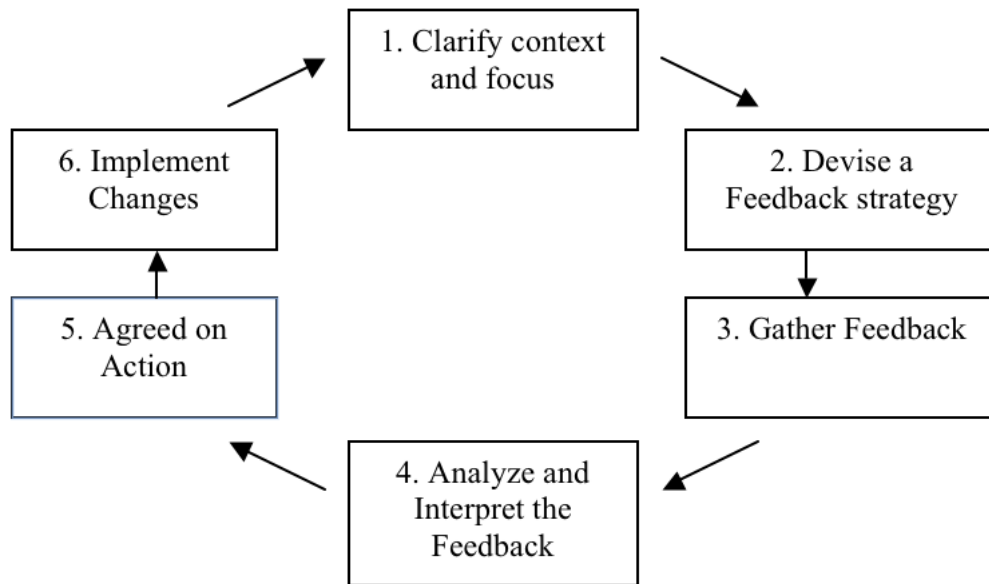 1. Clarify context
and focus
2. Devise a
Feedback strategy
3. Gather Feedback
4. Analyze and
Interpret the
Feedback
5. Agreed on
Action
6. Implement
Changes